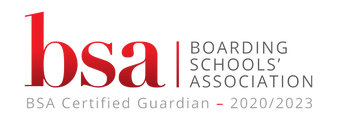 bsa
BOARDING
SCHOOLS'
ASSOCIATION
BSA Certified Guardian – 2020/2023